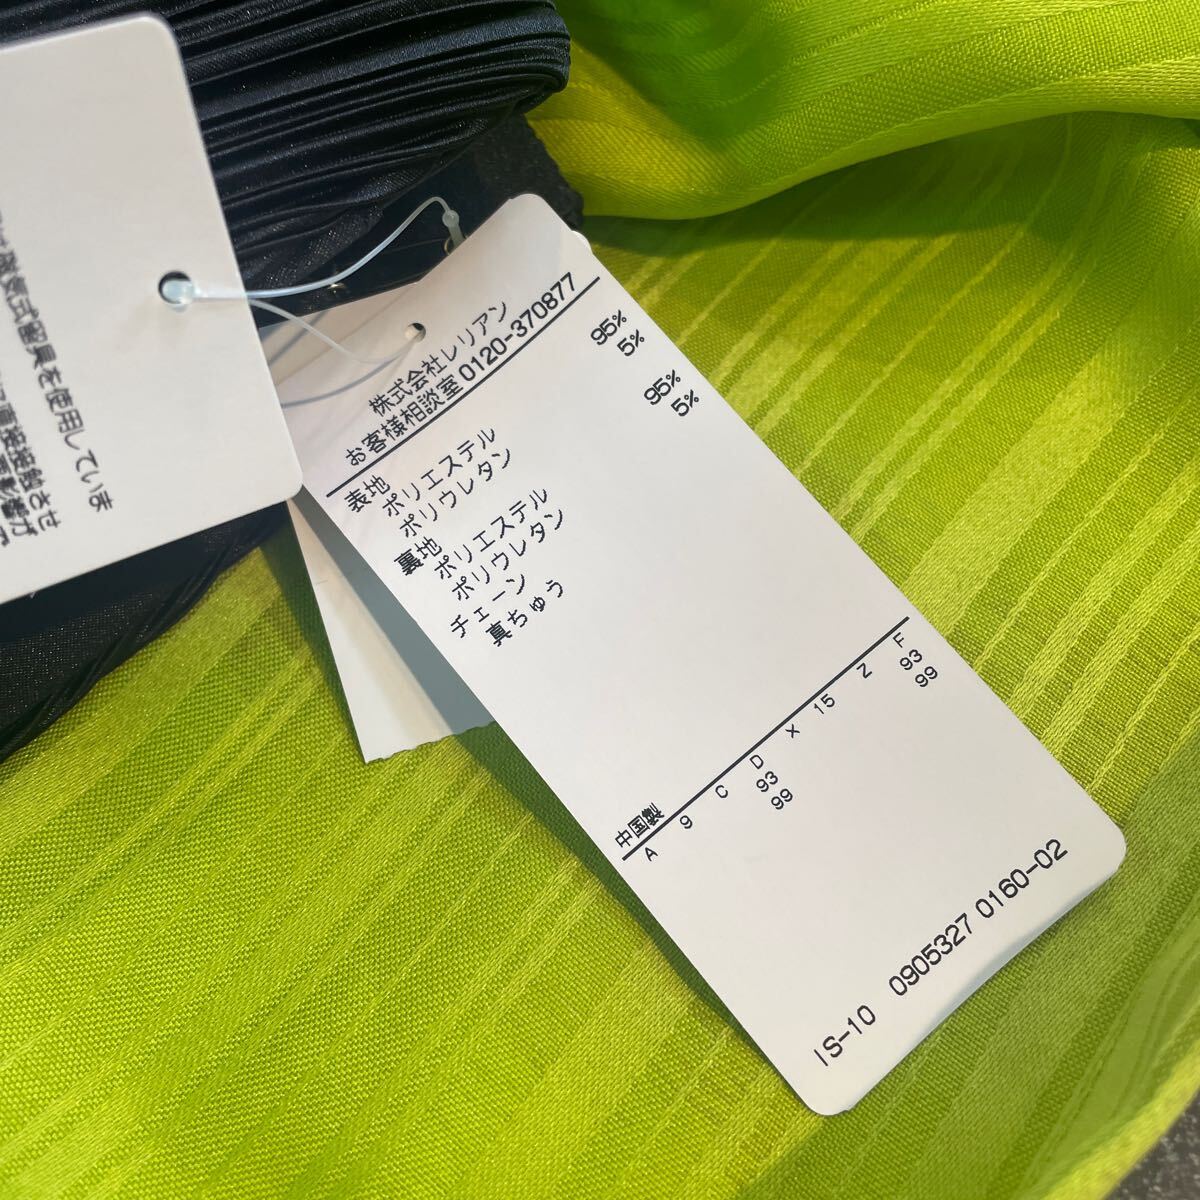 株式会社レリアン
お客様相談室 0120-370877
表地
ポリエステル 95%
ポリウレタン 5%
裏地
ポリエステル 95%
ポリウレタン 5%
チェーン
真ちゅう
中国製
A 9 C D X 15 Z F
93 93
99 99
IS-10 0905327 0160-02
具を使用していま
接触させ